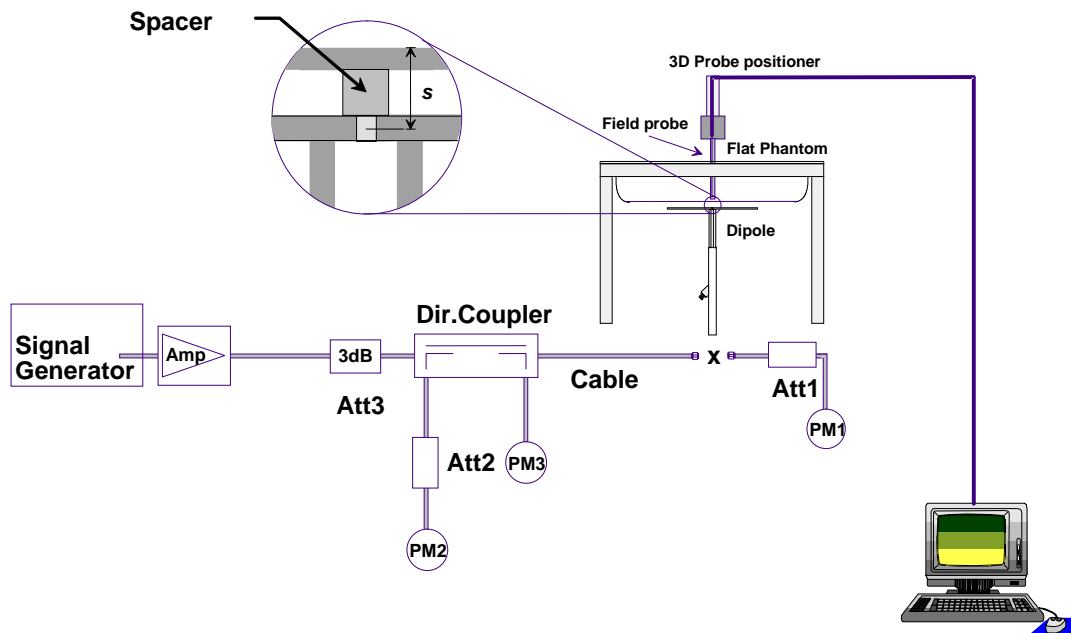 Spacer
s
3D Probe positioner
Field probe
Flat Phantom
Dipole
Dir.Coupler
Signal
Generator
Amp
3dB
Att3
Cable
x
Att1
PM1
Att2
PM3
PM2